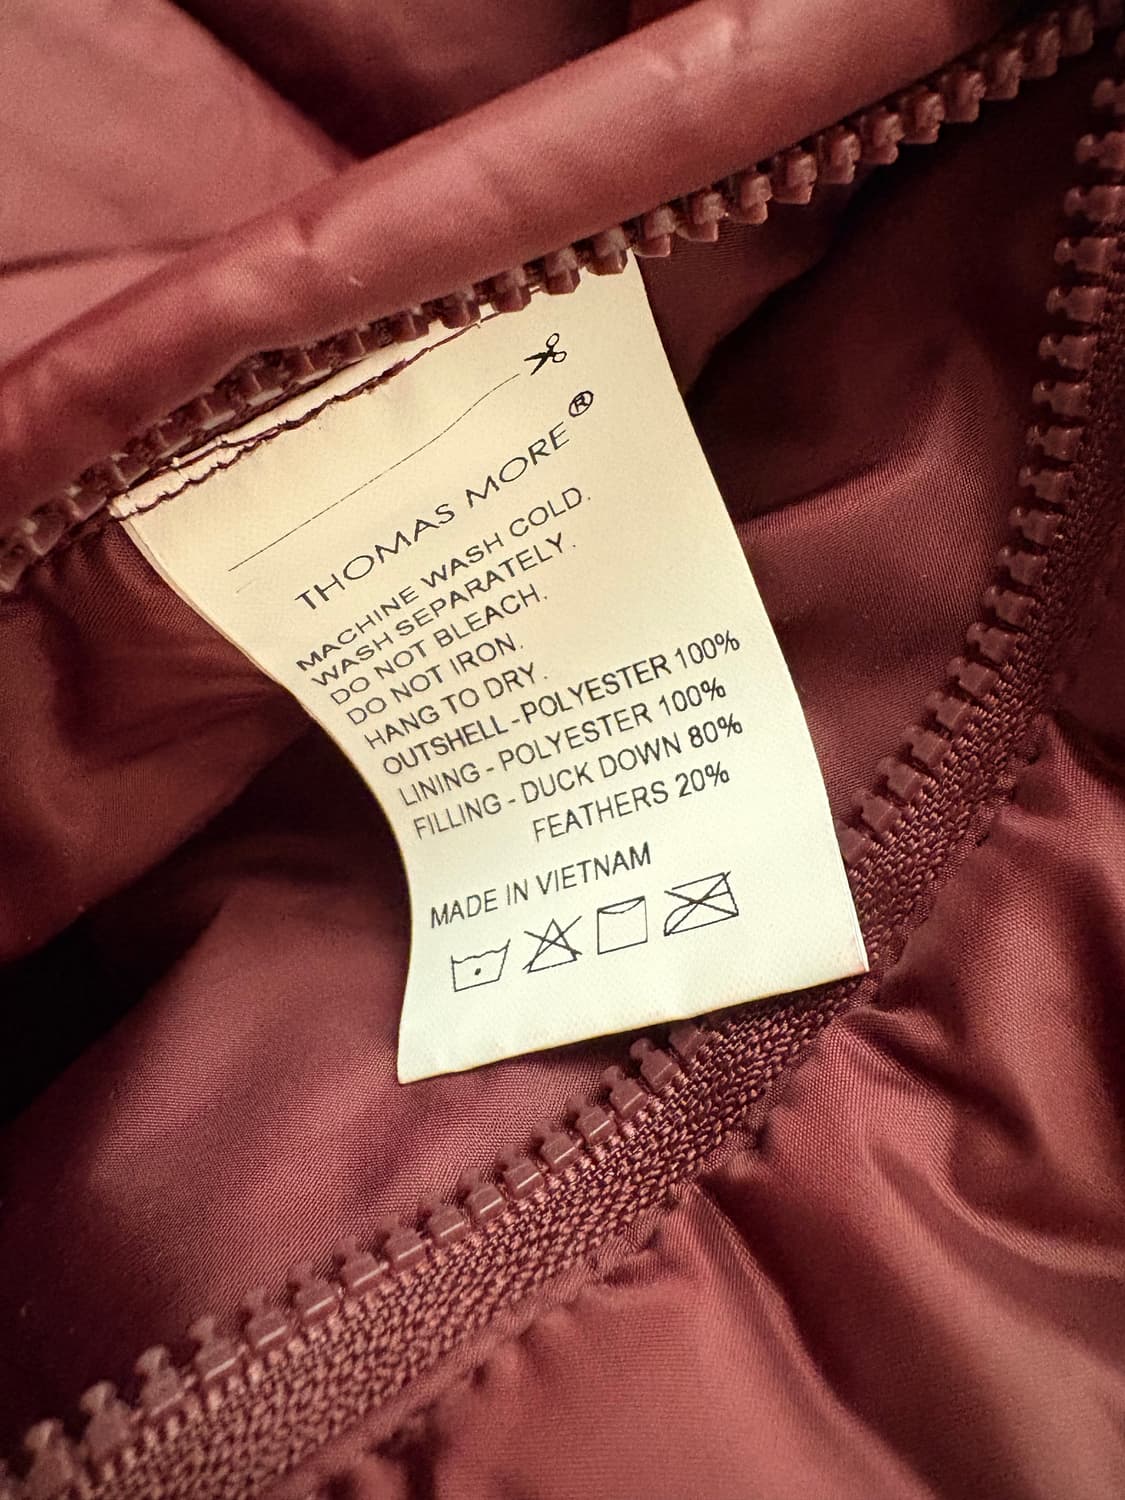 THOMAS MORE®
MACHINE WASH COLD.
WASH SEPARATELY.
DO NOT BLEACH.
DO NOT IRON.
HANG TO DRY.
OUTSHELL - POLYESTER 100%
LINING - POLYESTER 100%
FILLING - DUCK DOWN 80%
FEATHERS 20%
MADE IN VIETNAM